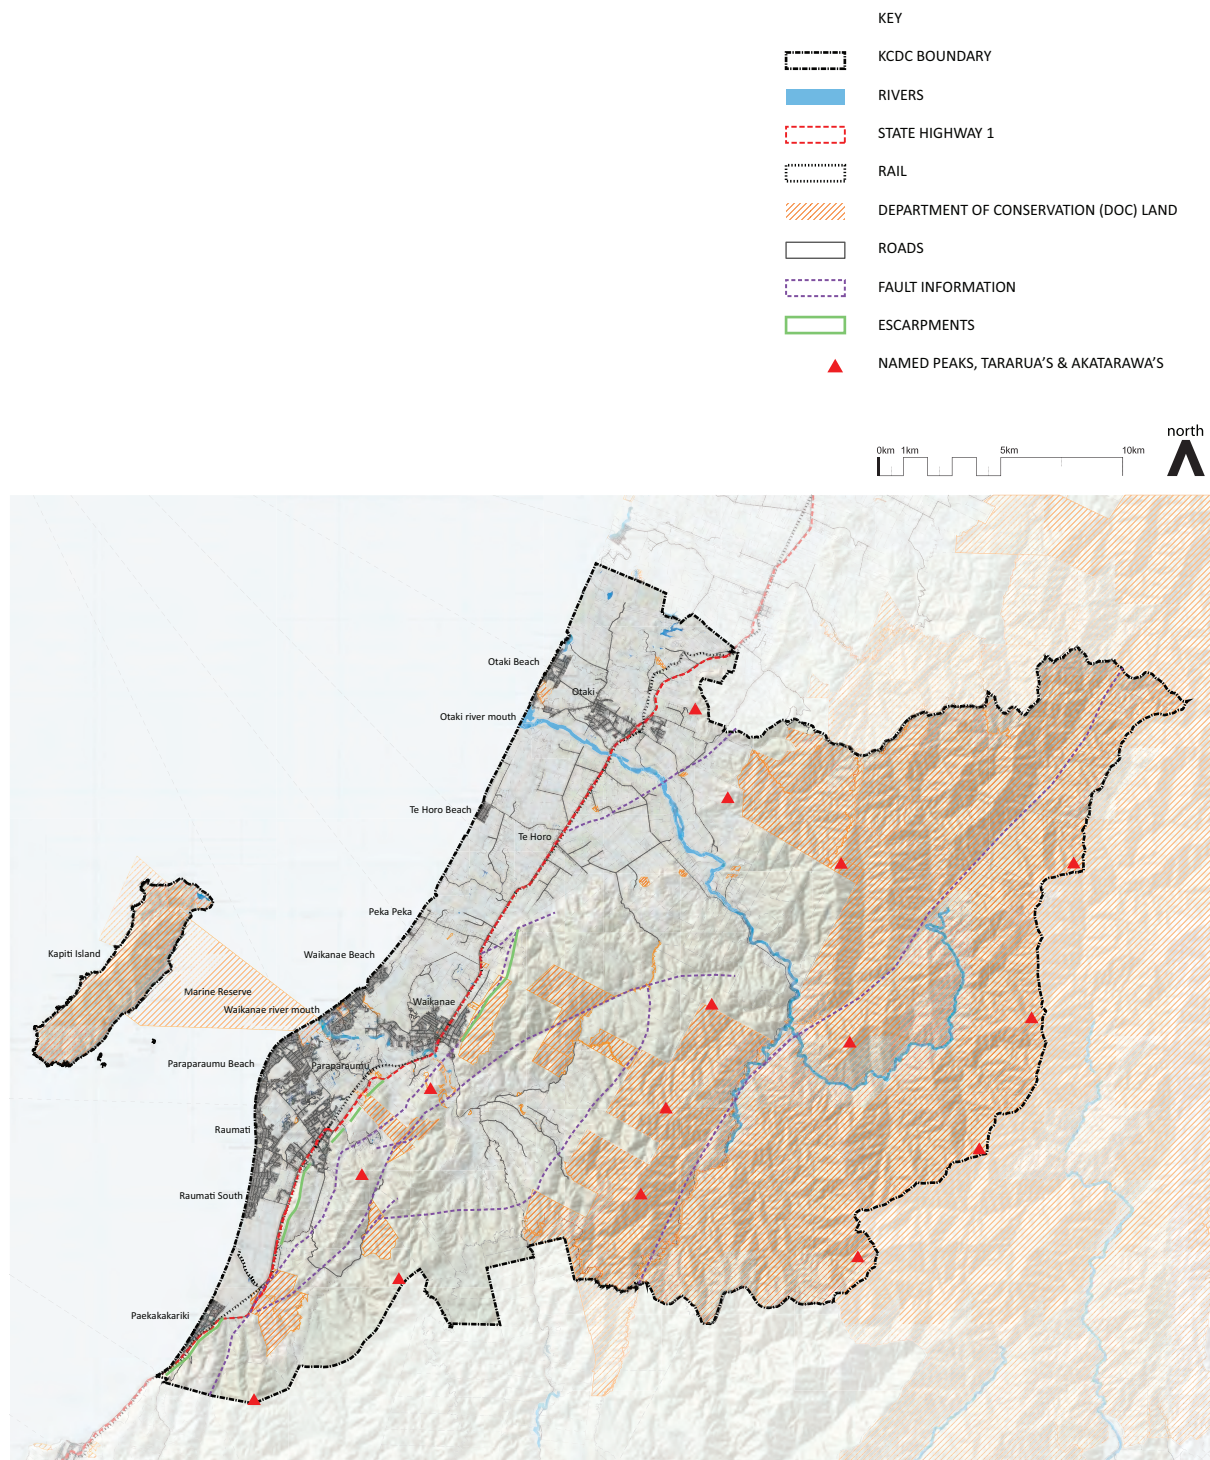 KEY
KCDC BOUNDARY
RIVERS
STATE HIGHWAY 1
RAIL
DEPARTMENT OF CONSERVATION (DOC) LAND
ROADS
FAULT INFORMATION
ESCARPMENTS
NAMED PEAKS, TARARUA'S & AKATARAWA'S
north
0km 1km 5km 10km
Otaki Beach
Otaki
Otaki river mouth
Te Horo Beach
Te Horo
Peka Peka
Kapiti Island
Waikanae Beach
Marine Reserve
Waikanae
Waikanae river mouth
Paraparaumu Beach
Paraparaumu
Raumati
Raumati South
Paekakakariki